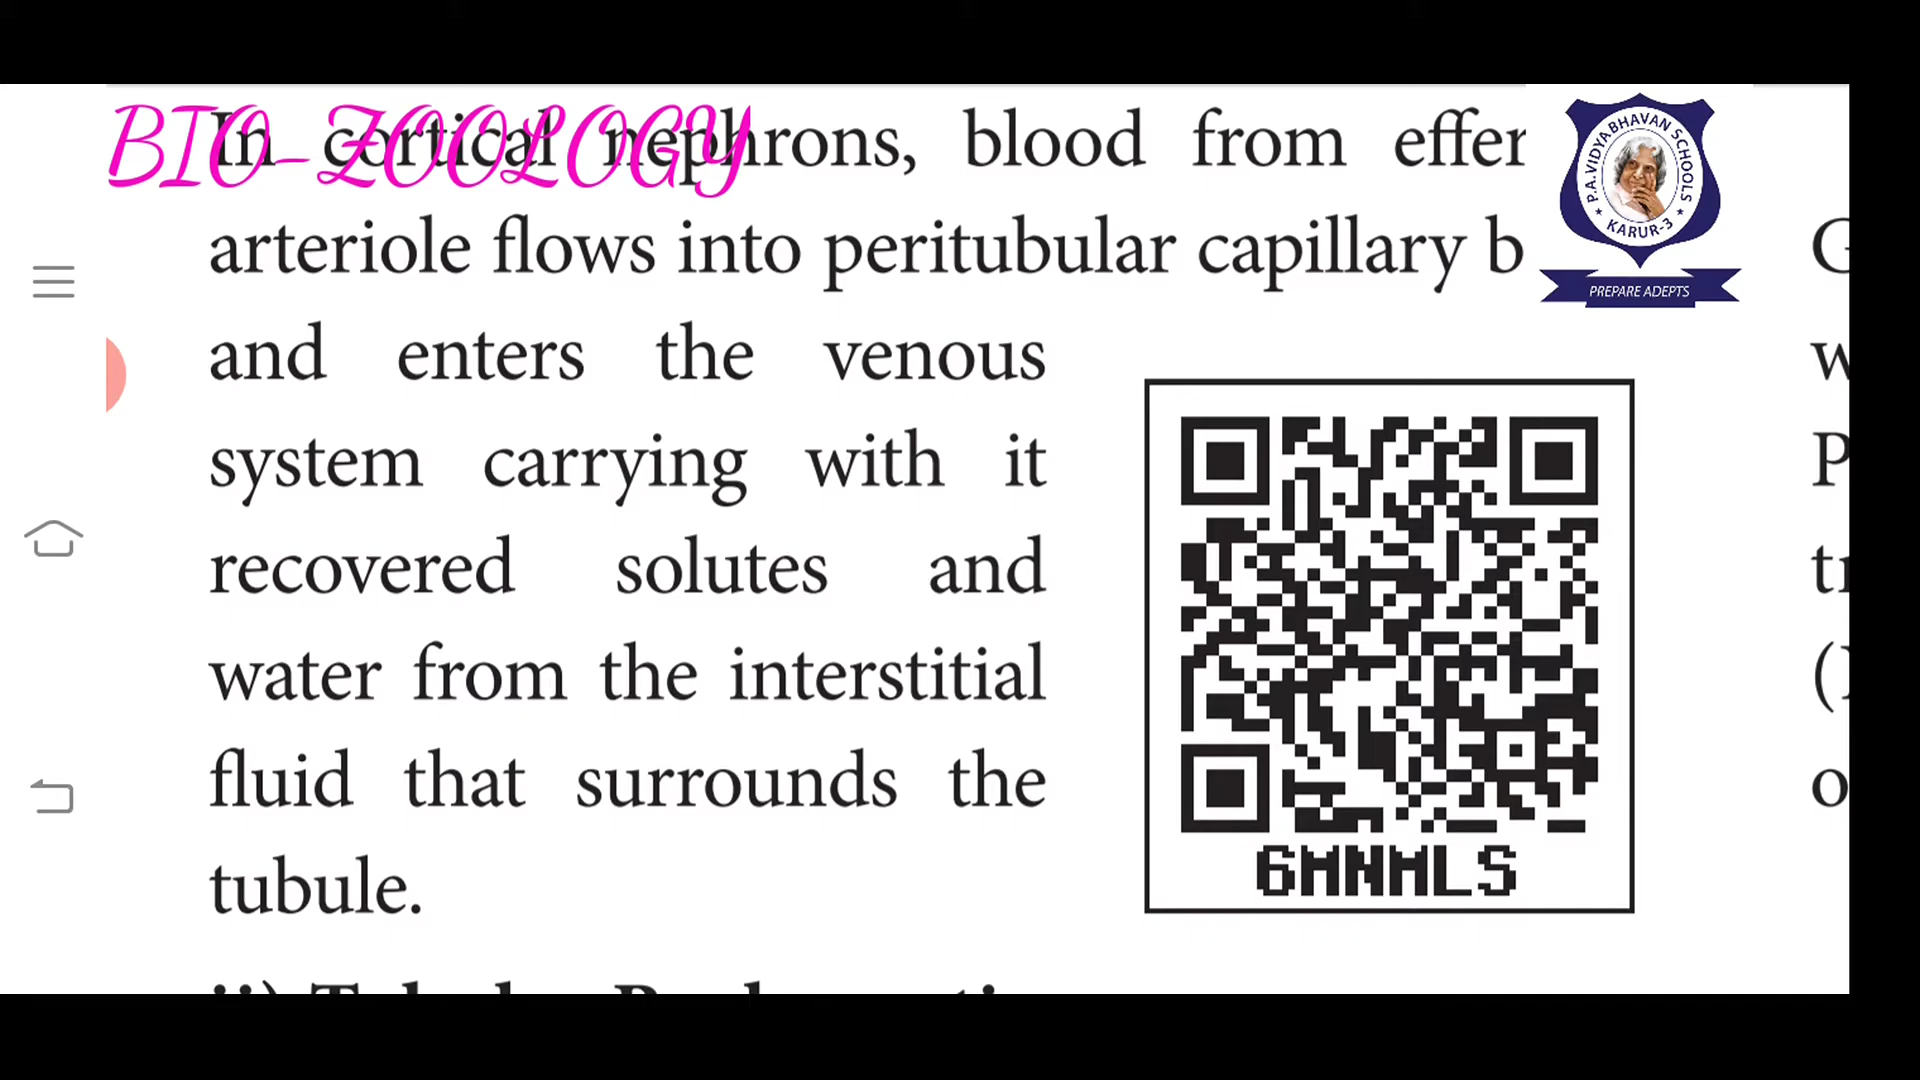 BIO-ZOOLOGY
In cortical nephrons, blood from effer
arteriole flows into peritubular capillary b
and enters the venous
system carrying with it
recovered solutes and
water from the interstitial
fluid that surrounds the
tubule.
P.A.VIDYA BHAVAN SCHOOLS
KARUR-3
PREPARE ADEPTS
6MNMLS
G
w
P
tr
o